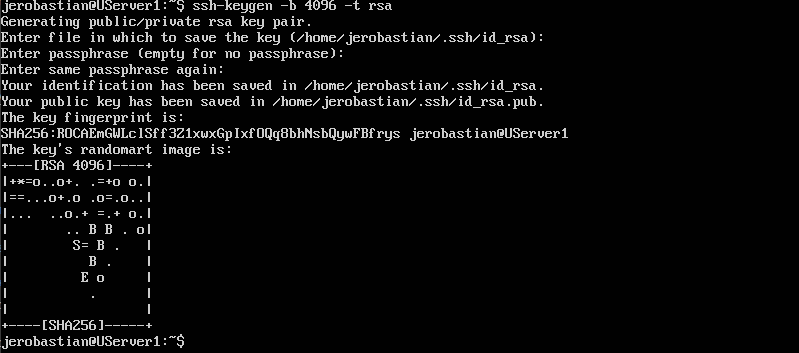 jerobastian@UServer1:~$ ssh-keygen -b 4096 -t rsa
Generating public/private rsa key pair.
Enter file in which to save the key (/home/jerobastian/.ssh/id_rsa):
Enter passphrase (empty for no passphrase):
Enter same passphrase again:
Your identification has been saved in /home/jerobastian/.ssh/id_rsa.
Your public key has been saved in /home/jerobastian/.ssh/id_rsa.pub.
The key fingerprint is:
SHA256:ROCAEmGWLclSff3Z1xwxGpIxfOQq8bhNsbQywFBfrys jerobastian@UServer1
The key's randomart image is:
+---[RSA 4096]----+
|+*=o..o+. .=+o o.|
|==...o+.o .o=.o..|
|...  ..o.+ =.+ o.|
|       .. B B . o|
|        S= B .   |
|          B .    |
|         E o     |
|          .      |
|                 |
+----[SHA256]-----+
jerobastian@UServer1:~$